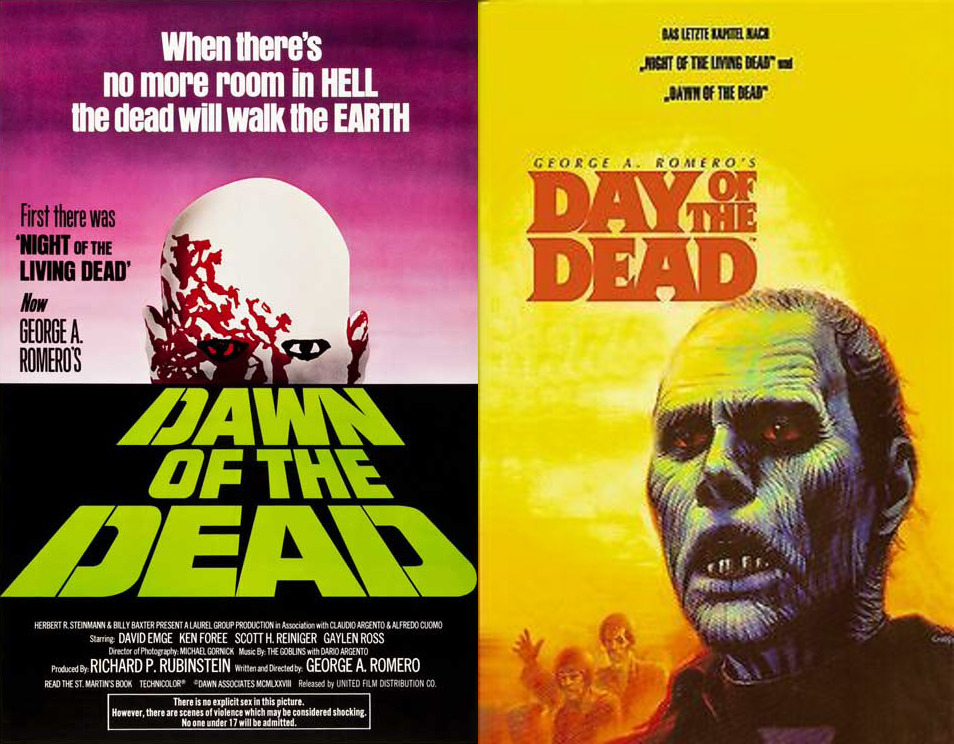 When there's
no more room in HELL
the dead will walk the EARTH
First there was
'NIGHT OF THE
LIVING DEAD'
Now
GEORGE A.
ROMERO'S
DAWN
OF THE
DEAD
HERBERT R. STEINMANN & BILLY BAXTER PRESENT A LAUREL GROUP PRODUCTION in Association with CLAUDIO ARGENTO & ALFREDO CUOMO
Starring: DAVID EMGE KEN FOREE SCOTT H. REINIGER GAYLEN ROSS
Director of Photography: MICHAEL GORNICK Music By: THE GOBLINS with DARIO ARGENTO
Produced By: RICHARD P. RUBINSTEIN Written and Directed by: GEORGE A. ROMERO
READ THE ST. MARTIN'S BOOK TECHNICOLOR® ©DAWN ASSOCIATES MCMLXXVIII Released by UNITED FILM DISTRIBUTION CO.
There is no explicit sex in this picture.
However, there are scenes of violence which may be considered shocking.
No one under 17 will be admitted.
DAS LETZTE KAPITEL NACH
„NIGHT OF THE LIVING DEAD" und
„DAWN OF THE DEAD"
GEORGE A. ROMERO'S
DAY OF
THE
DEAD™